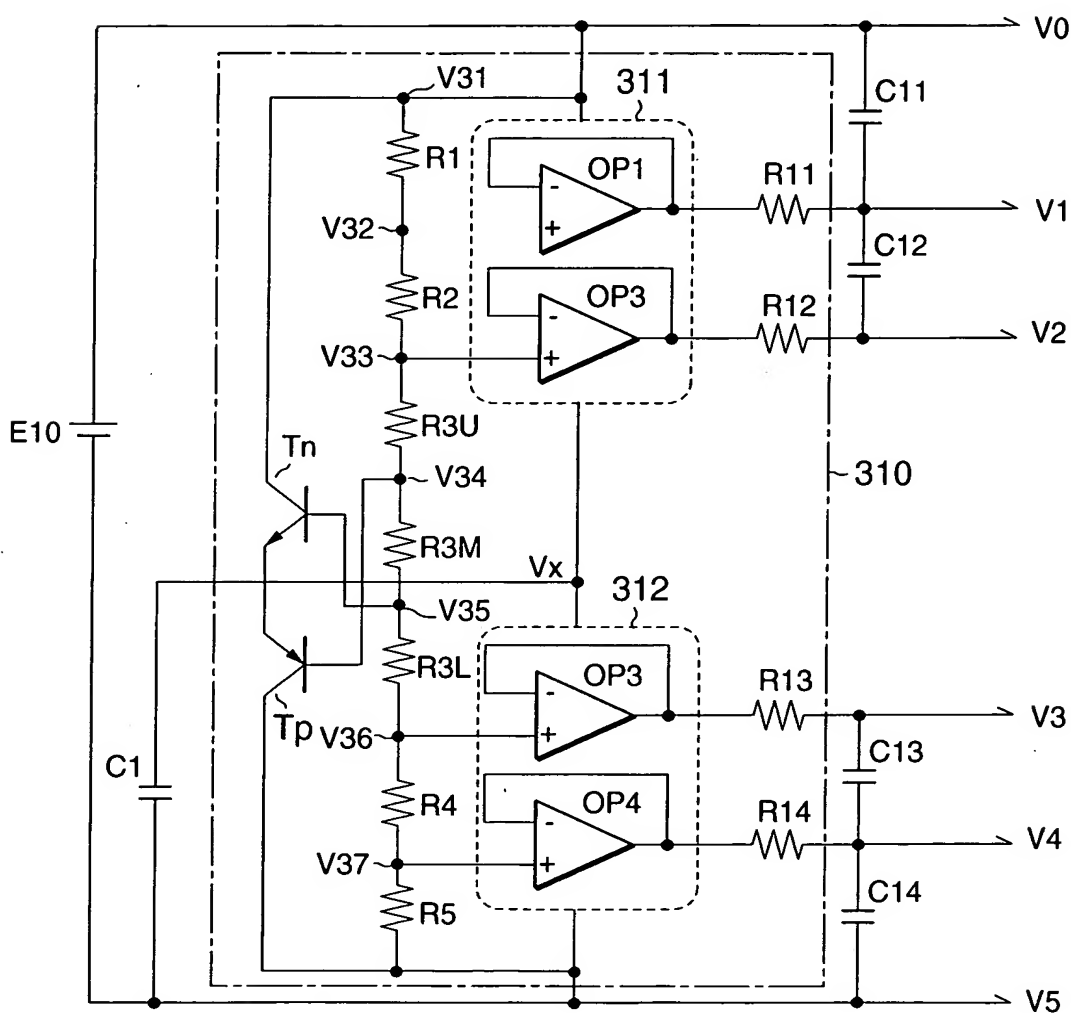 V0
V31
311
C11
R1
OP1
-
+
R11
V1
V32
C12
R2
OP3
-
+
R12
V2
V33
E10
R3U
Tn
V34
310
R3M
Vx
312
V35
R3L
OP3
-
+
R13
V3
Tp
V36
C1
C13
R4
OP4
-
+
R14
V4
V37
C14
R5
V5